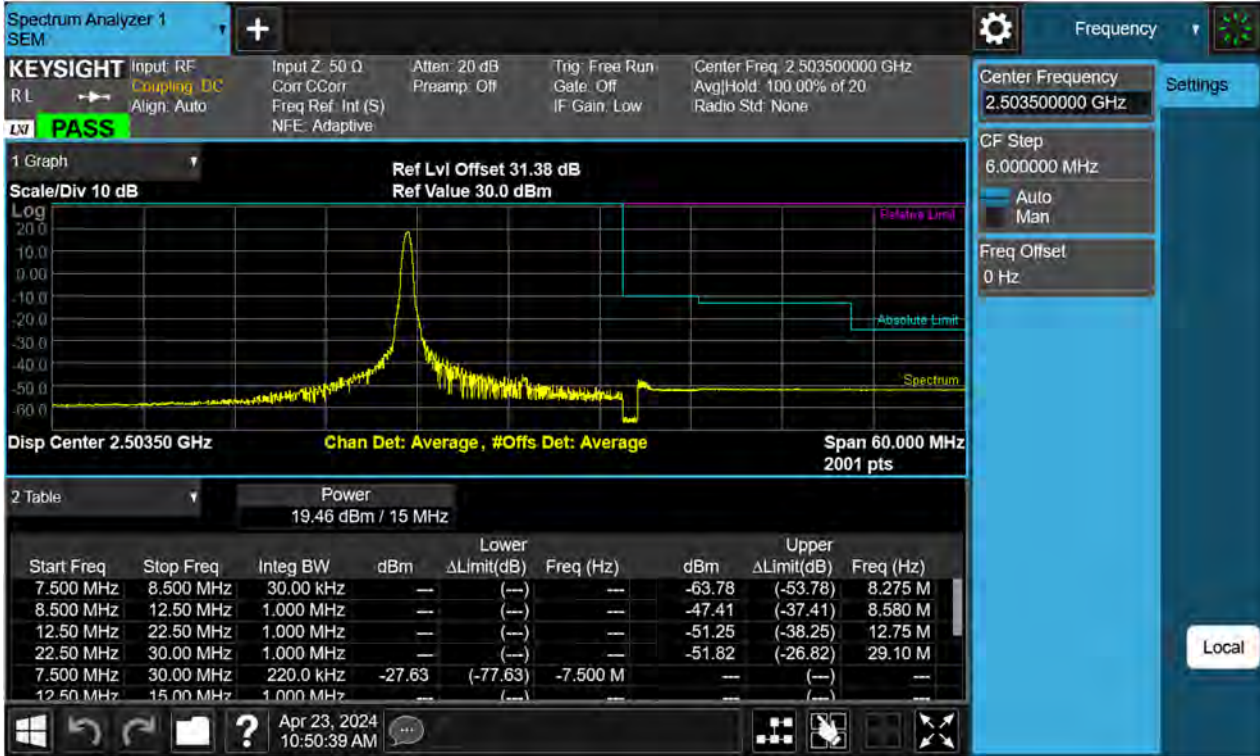 Spectrum Analyzer 1
SEM
+
Frequency
KEYSIGHT
Input: RF
Coupling: DC
Align: Auto
Input Z: 50 Ω
Corr CCorr
Freq Ref: Int (S)
NFE: Adaptive
Atten: 20 dB
Preamp: Off
Trig: Free Run
Gate: Off
IF Gain: Low
Center Freq: 2.503500000 GHz
Avg|Hold: 100.00% of 20
Radio Std: None
R L
LXI PASS
Center Frequency
2.503500000 GHz
Settings
CF Step
6.000000 MHz
Auto
Man
Freq Offset
0 Hz
1 Graph
Ref Lvl Offset 31.38 dB
Scale/Div 10 dB
Ref Value 30.0 dBm
Log
Relative Limit
20.0
10.0
0.00
-10.0
-20.0
Absolute Limit
-30.0
-40.0
-50.0
Spectrum
-60.0
Disp Center 2.50350 GHz
Chan Det: Average, #Offs Det: Average
Span 60.000 MHz
2001 pts
2 Table
Power
19.46 dBm / 15 MHz
Lower Upper
Start Freq Stop Freq Integ BW dBm ΔLimit(dB) Freq (Hz) dBm ΔLimit(dB) Freq (Hz)
7.500 MHz 8.500 MHz 30.00 kHz --- (---) --- -63.78 (-53.78) 8.275 M
8.500 MHz 12.50 MHz 1.000 MHz --- (---) --- -47.41 (-37.41) 8.580 M
12.50 MHz 22.50 MHz 1.000 MHz --- (---) --- -51.25 (-38.25) 12.75 M
22.50 MHz 30.00 MHz 1.000 MHz --- (---) --- -51.82 (-26.82) 29.10 M
7.500 MHz 30.00 MHz 220.0 kHz -27.63 (-77.63) -7.500 M --- (---) ---
12.50 MHz 15.00 MHz 1.000 MHz --- (---) --- --- (---) ---
Local
?
Apr 23, 2024
10:50:39 AM